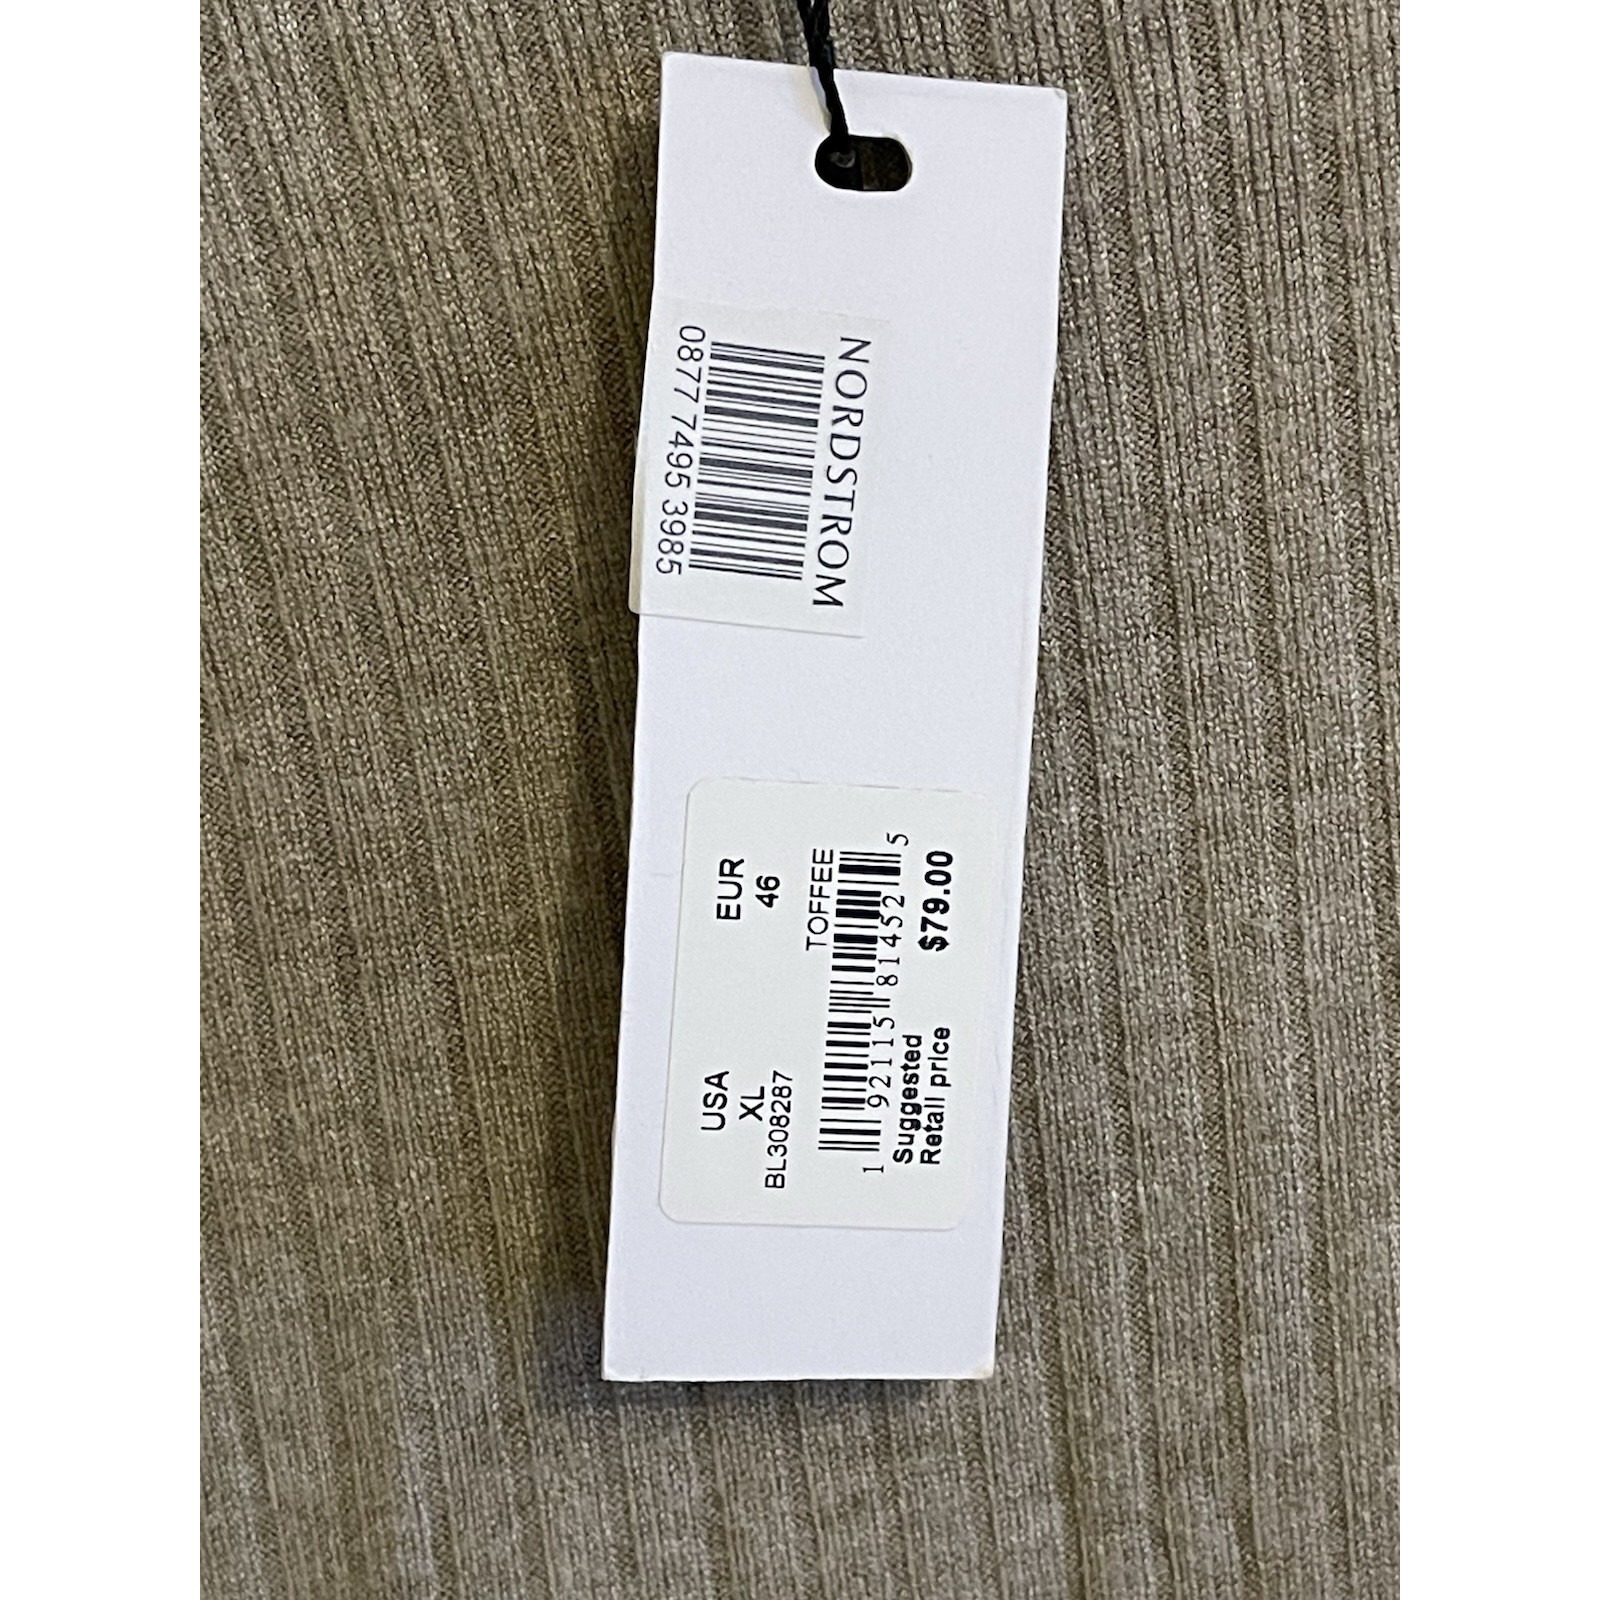 NORDSTROM
0877 7495 3985
USA EUR
XL 46
BL308287
TOFFEE
1 92115 81452 5
Suggested
Retail price $79.00